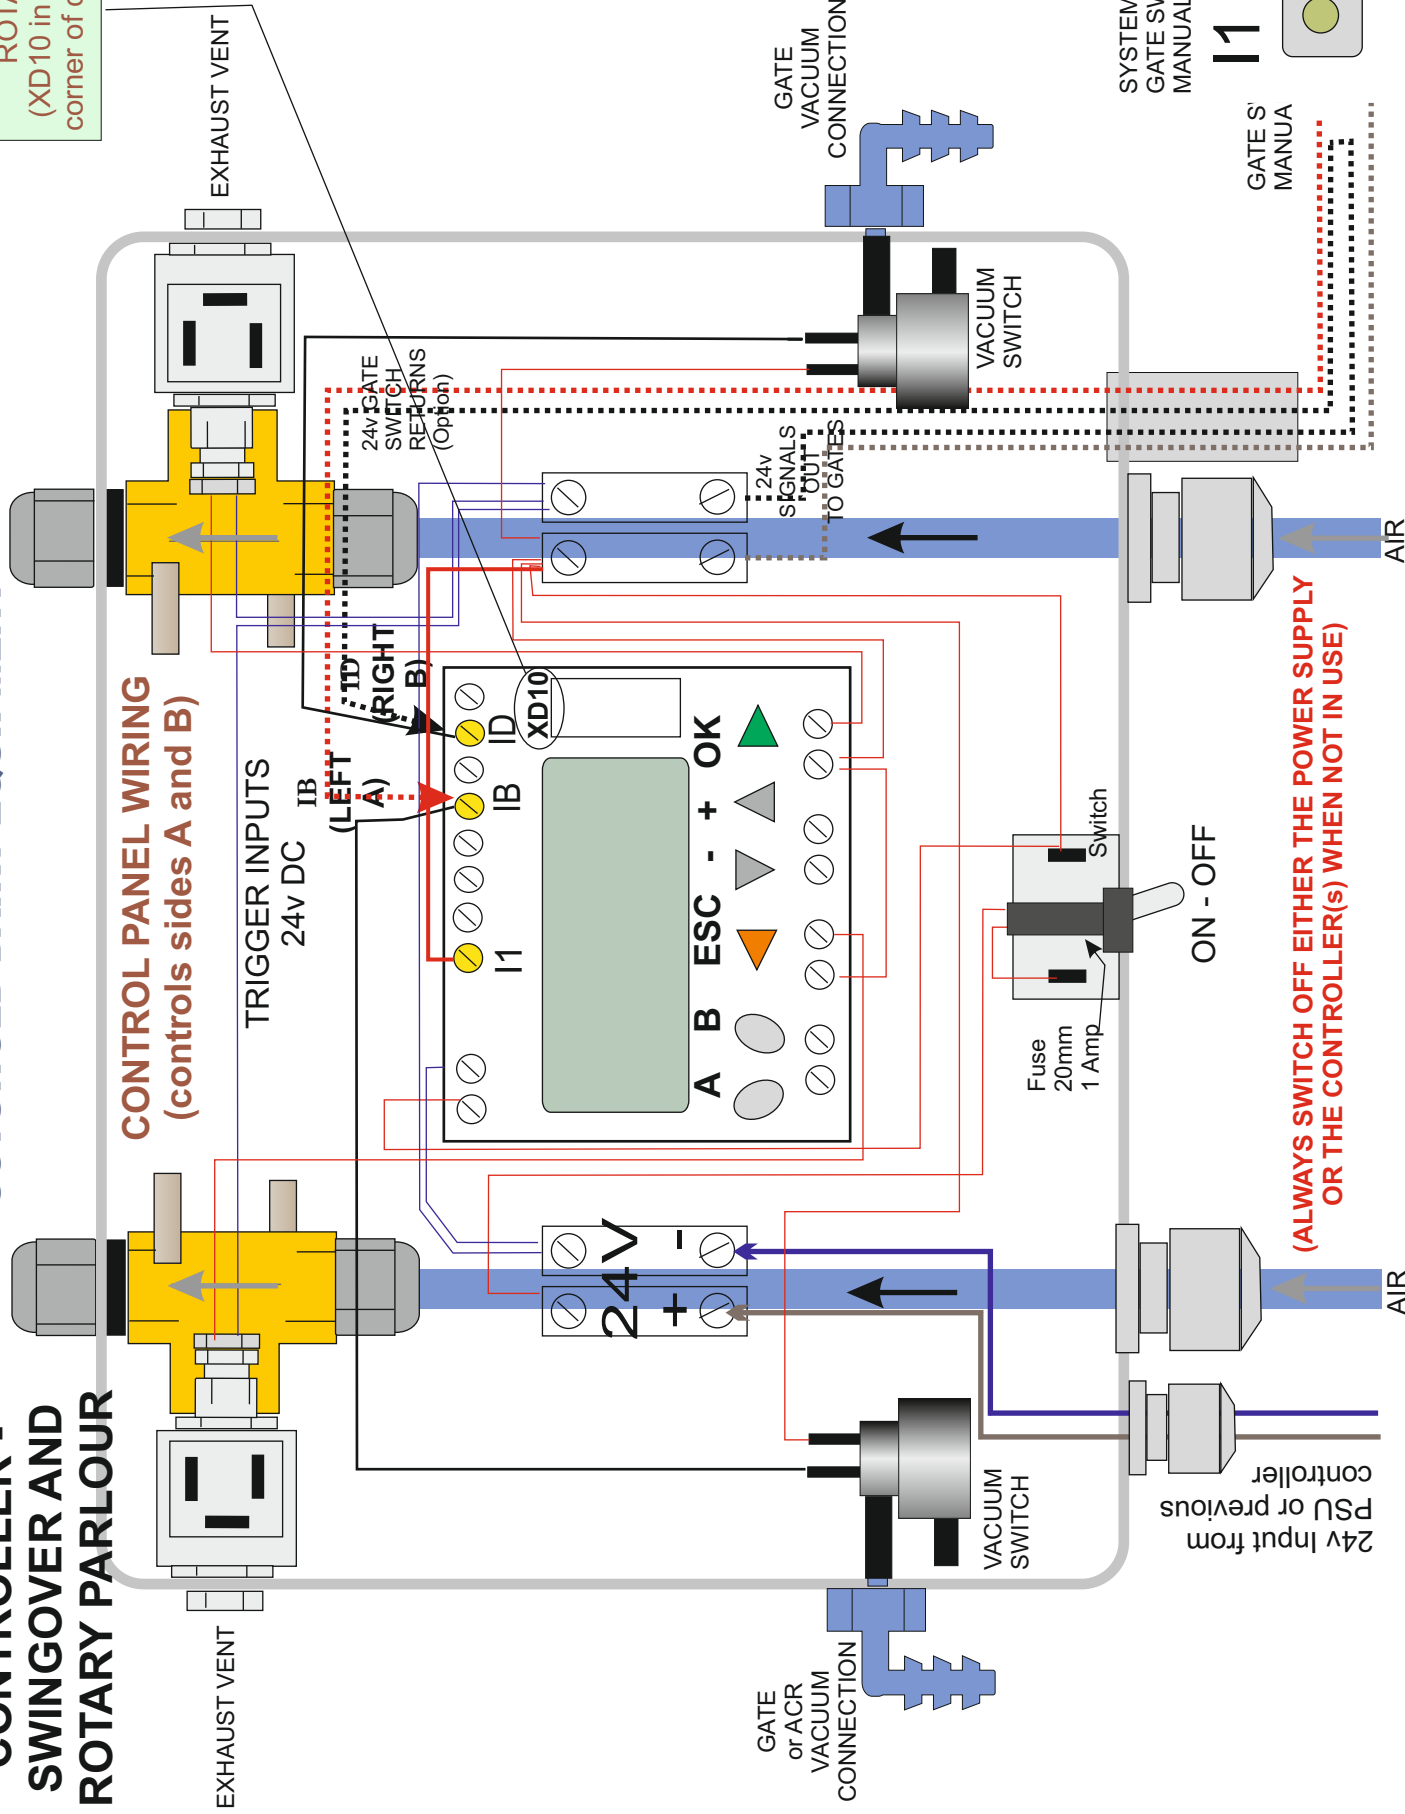 SWINGOVER AND
ROTARY PARLOUR
EXHAUST VENT
CONTROL PANEL WIRING
(controls sides A and B)
TRIGGER INPUTS
24v DC
IB
(LEFT
A)
ID
(RIGHT
B)
24v GATE
SWITCH
RETURNS
(Option)
EXHAUST VENT
(XD10 in
corner of
I1
IB
ID
XD10
A B ESC - + OK
24 V
+ -
24v
SIGNALS
OUT
TO GATES
GATE
or ACR
VACUUM
CONNECTION
VACUUM
SWITCH
GATE
VACUUM
CONNECTION
VACUUM
SWITCH
Fuse
20mm
1 Amp
Switch
ON - OFF
24v Input from
PSU or previous
controller
AIR
AIR
(ALWAYS SWITCH OFF EITHER THE POWER SUPPLY
OR THE CONTROLLER(s) WHEN NOT IN USE)
SYSTEM
GATE SW
MANUAL
I1
GATE S
MANUA